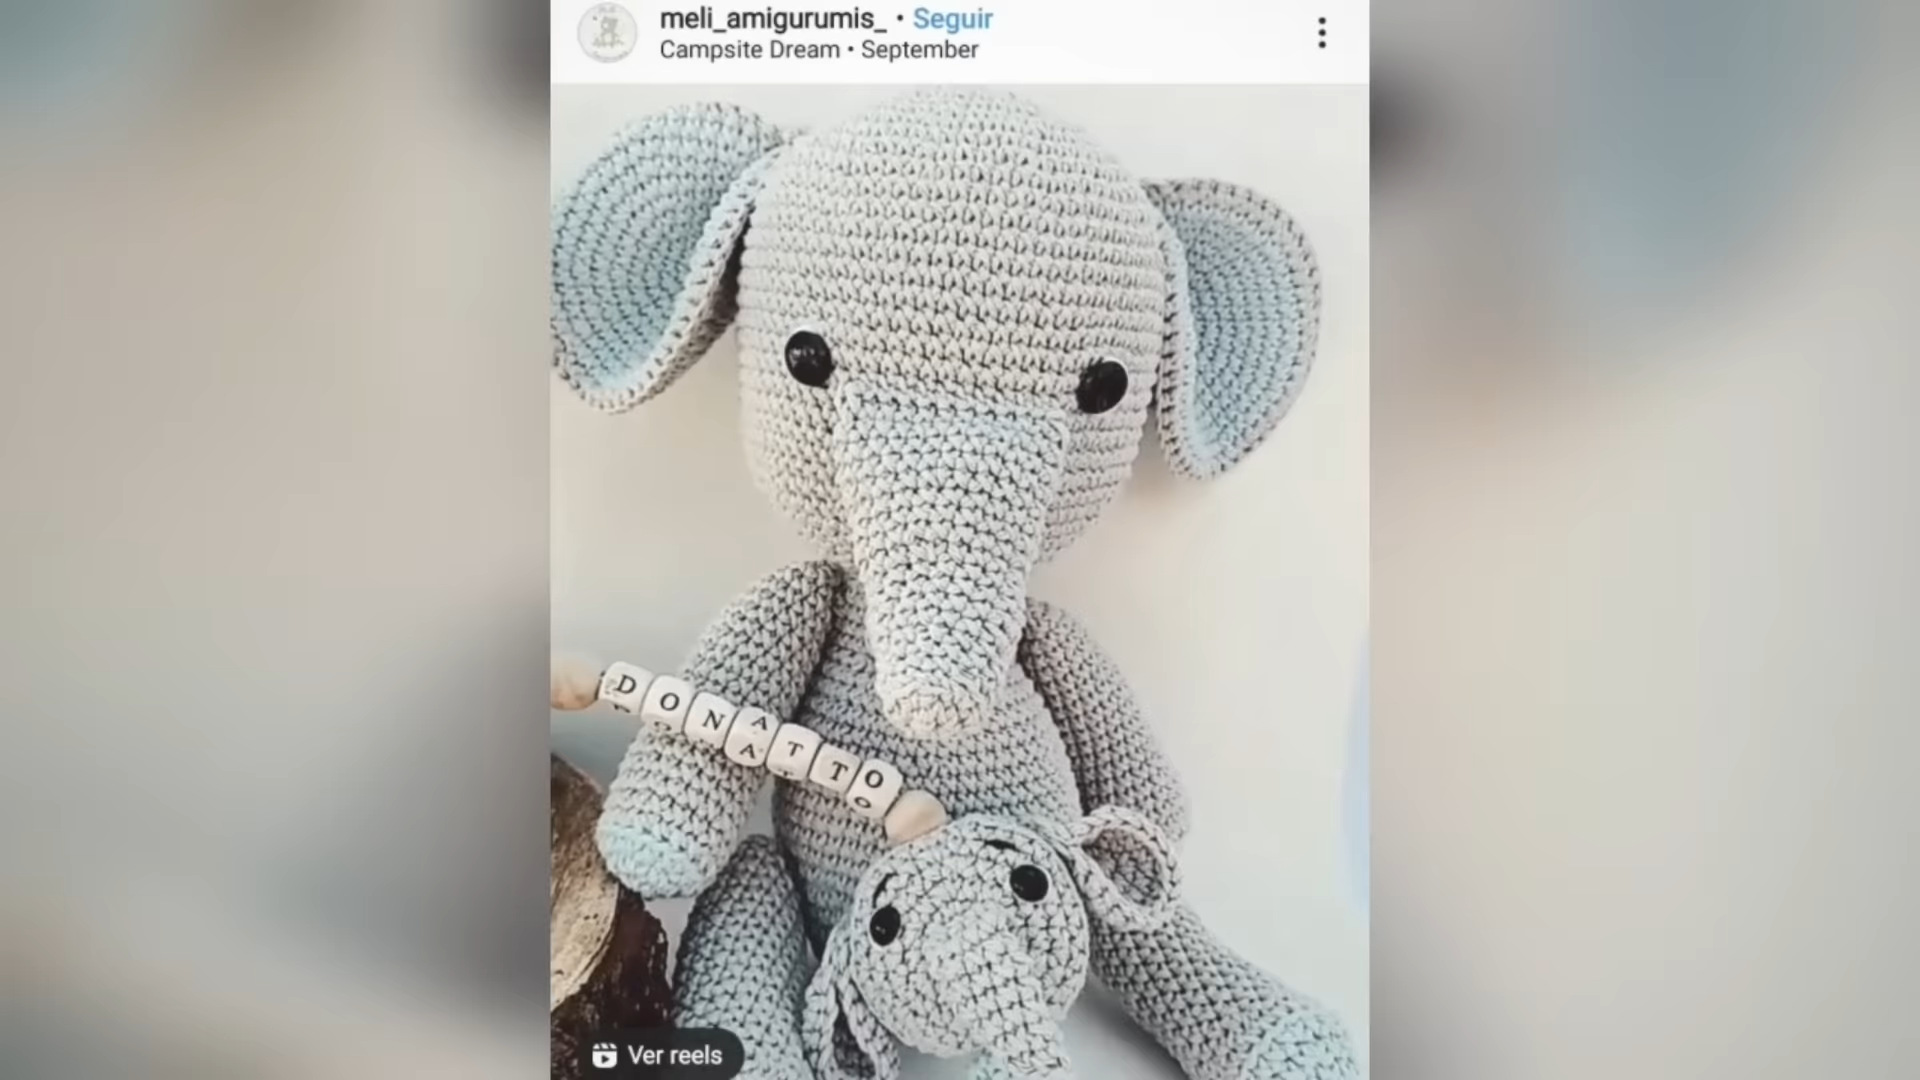 meli_amigurumis_ • Seguir
Campsite Dream • September
DONATTO
Ver reels